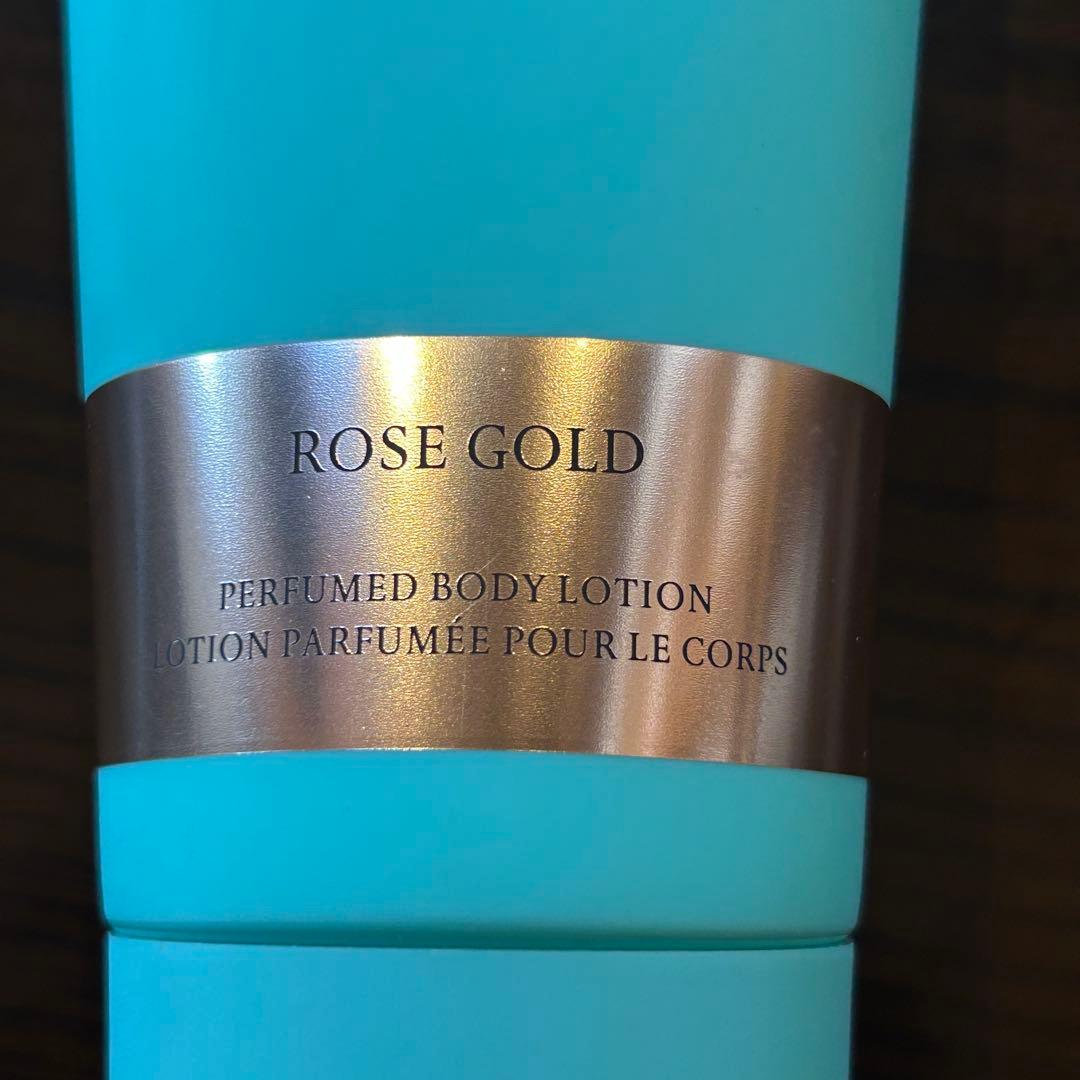 ROSE GOLD
PERFUMED BODY LOTION
LOTION PARFUMÉE POUR LE CORPS